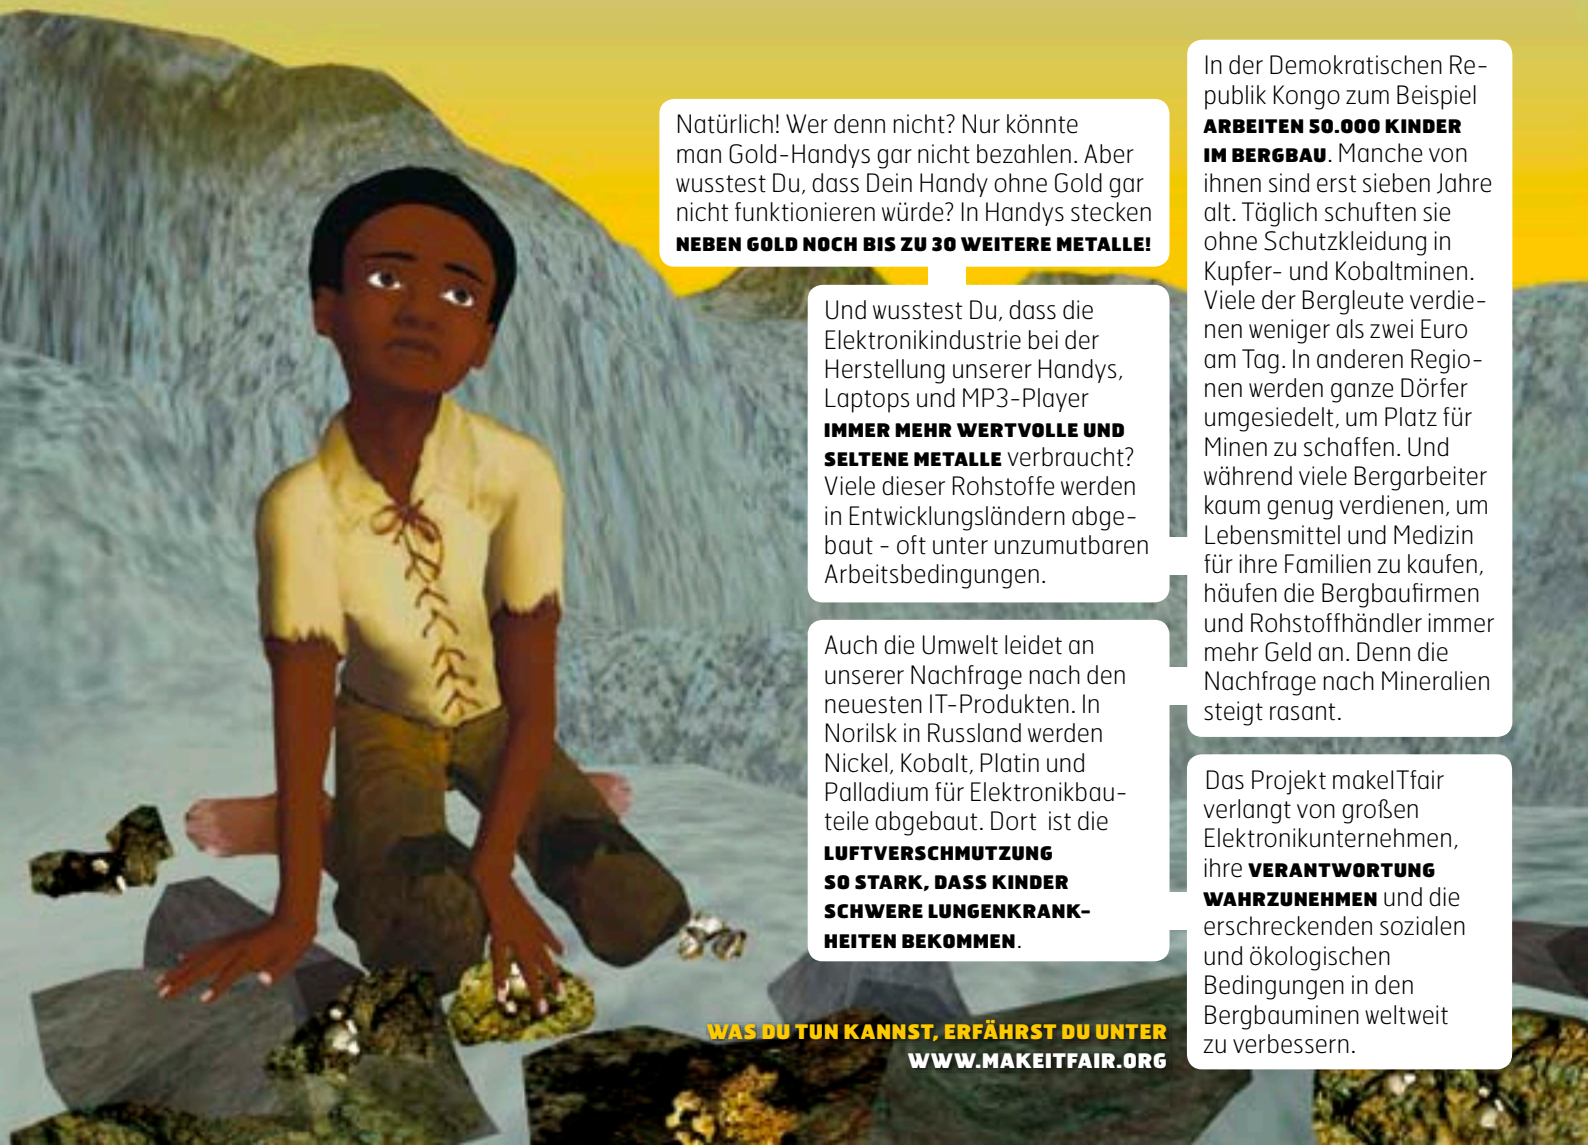 Natürlich! Wer denn nicht? Nur könnte
man Gold-Handys gar nicht bezahlen. Aber
wusstest Du, dass Dein Handy ohne Gold gar
nicht funktionieren würde? In Handys stecken
NEBEN GOLD NOCH BIS ZU 30 WEITERE METALLE!
Und wusstest Du, dass die
Elektronikindustrie bei der
Herstellung unserer Handys,
Laptops und MP3-Player
IMMER MEHR WERTVOLLE UND
SELTENE METALLE verbraucht?
Viele dieser Rohstoffe werden
in Entwicklungsländern abge-
baut - oft unter unzumutbaren
Arbeitsbedingungen.
In der Demokratischen Re-
publik Kongo zum Beispiel
ARBEITEN 50.000 KINDER
IM BERGBAU. Manche von
ihnen sind erst sieben Jahre
alt. Täglich schuften sie
ohne Schutzkleidung in
Kupfer- und Kobaltminen.
Viele der Bergleute verdie-
nen weniger als zwei Euro
am Tag. In anderen Regio-
nen werden ganze Dörfer
umgesiedelt, um Platz für
Minen zu schaffen. Und
während viele Bergarbeiter
kaum genug verdienen, um
Lebensmittel und Medizin
für ihre Familien zu kaufen,
häufen die Bergbaufirmen
und Rohstoffhändler immer
mehr Geld an. Denn die
Nachfrage nach Mineralien
steigt rasant.
Auch die Umwelt leidet an
unserer Nachfrage nach den
neuesten IT-Produkten. In
Norilsk in Russland werden
Nickel, Kobalt, Platin und
Palladium für Elektronikbau-
teile abgebaut. Dort ist die
LUFTVERSCHMUTZUNG
SO STARK, DASS KINDER
SCHWERE LUNGENKRANK-
HEITEN BEKOMMEN.
Das Projekt makeITfair
verlangt von großen
Elektronikunternehmen,
ihre VERANTWORTUNG
WAHRZUNEHMEN und die
erschreckenden sozialen
und ökologischen
Bedingungen in den
Bergbauminen weltweit
zu verbessern.
WAS DU TUN KANNST, ERFÄHRST DU UNTER
WWW.MAKEITFAIR.ORG